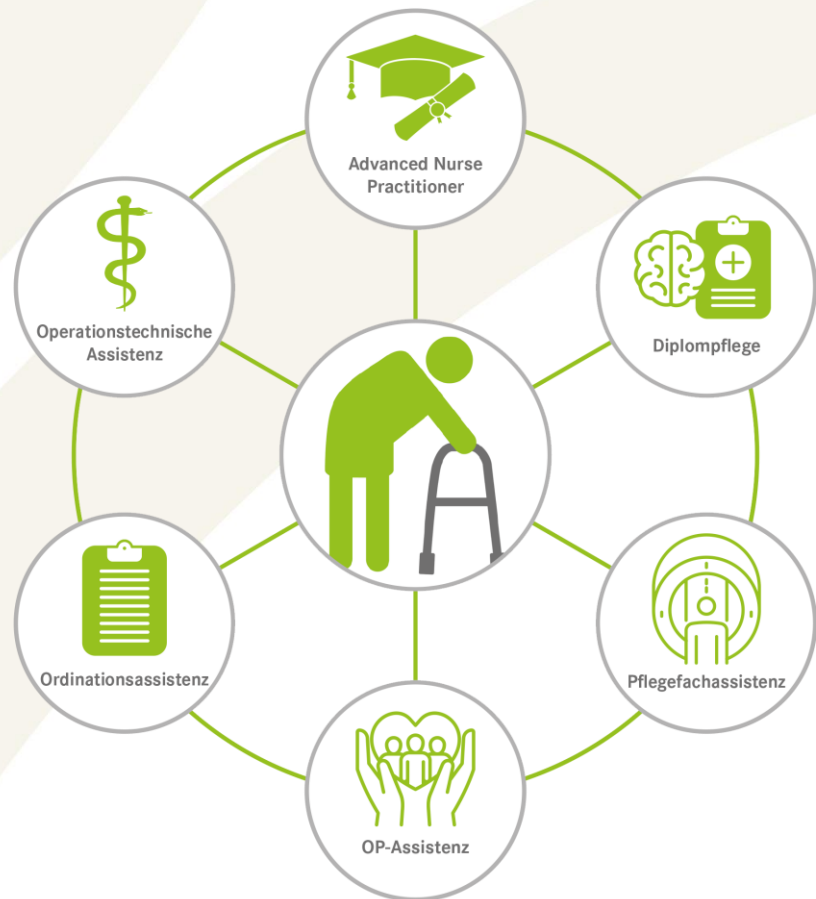 Advanced Nurse
Practitioner
Operationstechnische
Assistenz
Diplompflege
Ordinationsassistenz
Pflegefachassistenz
OP-Assistenz